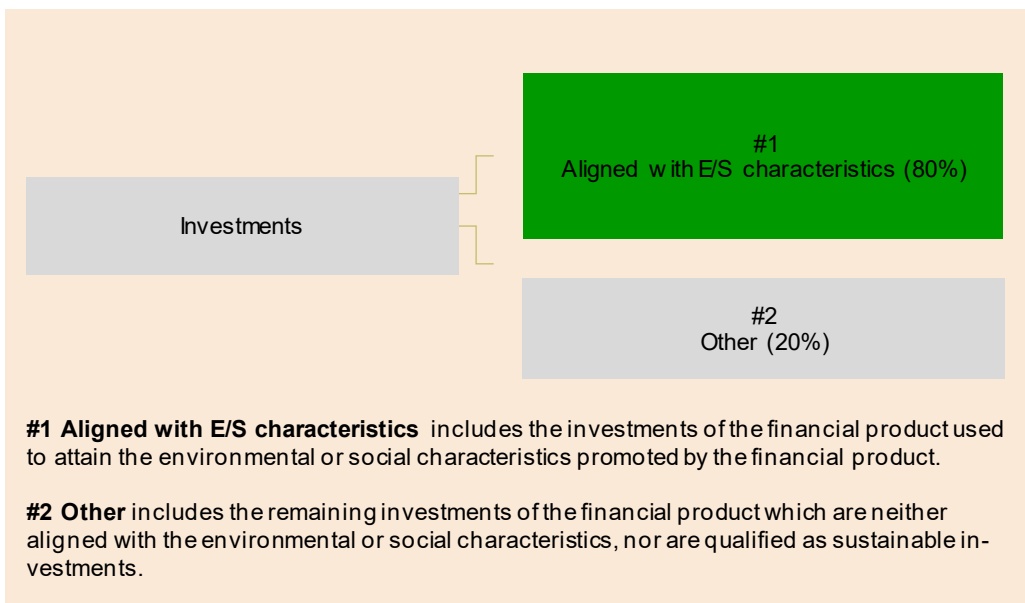 #1
Aligned with E/S characteristics (80%)
Investments
#2
Other (20%)
#1 Aligned with E/S characteristics includes the investments of the financial product used
to attain the environmental or social characteristics promoted by the financial product.
#2 Other includes the remaining investments of the financial product which are neither
aligned with the environmental or social characteristics, nor are qualified as sustainable in-
vestments.